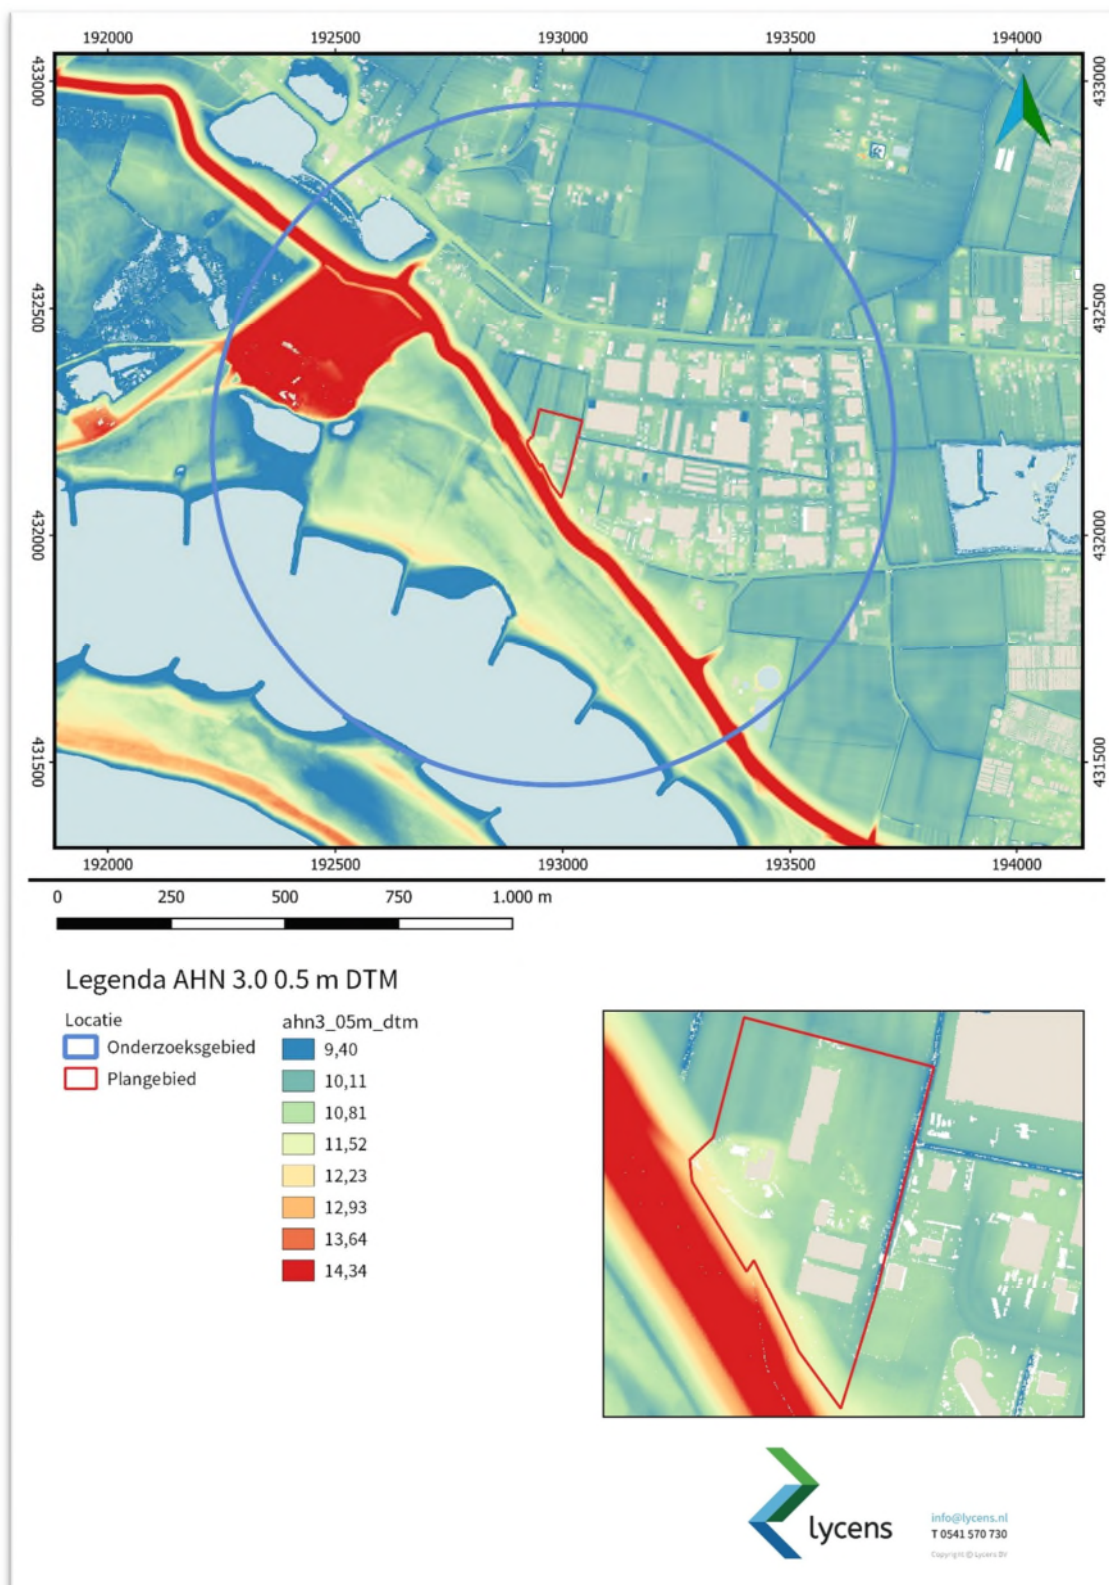 192000 192500 193000 193500 194000
433000 433000
432500 432500
432000 432000
431500 431500
192000 192500 193000 193500 194000
0 250 500 750 1.000 m
Legenda AHN 3.0 0.5 m DTM
Locatie
Onderzoeksgebied
Plangebied
ahn3_05m_dtm
9,40
10,11
10,81
11,52
12,23
12,93
13,64
14,34
lycens
info@lycens.nl
T 0541 570 730
Copyright © Lycens BV